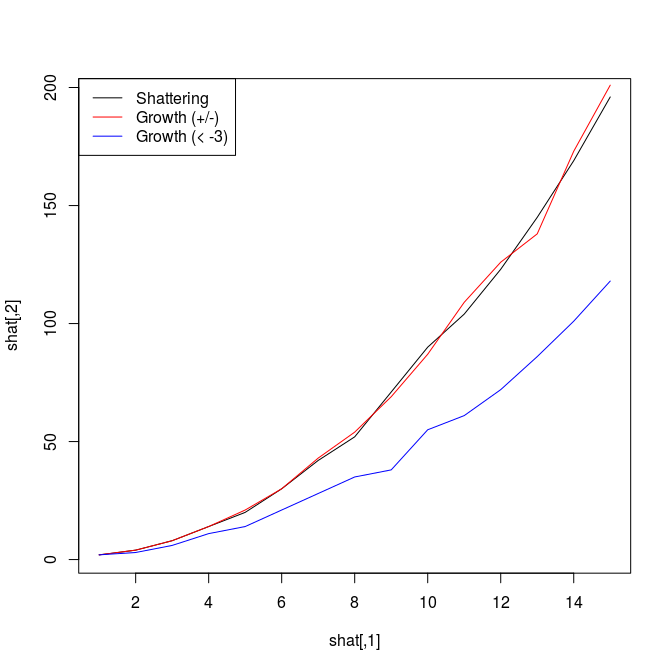 Shattering
Growth (+/-)
Growth (< -3)
200
150
100
50
0
shat[,2]
2 4 6 8 10 12 14
shat[,1]